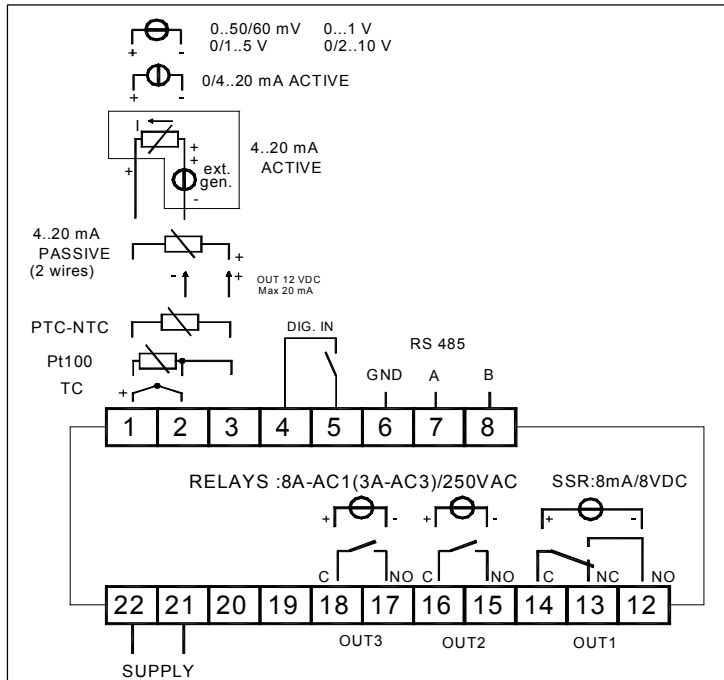 0..50/60 mV 0...1 V
0/1..5 V 0/2..10 V
+ -
0/4..20 mA ACTIVE
+ -
I
+
+
+
ext.
gen.
-
4..20 mA
ACTIVE
4..20 mA
PASSIVE
(2 wires)
+
- +
OUT 12 VDC
Max 20 mA
PTC-NTC
Pt100
TC
+
DIG. IN
RS 485
GND A B
1 2 3 4 5 6 7 8
RELAYS :8A-AC1(3A-AC3)/250VAC SSR:8mA/8VDC
+ - + - + -
C NO C NO C NC NO
22 21 20 19 18 17 16 15 14 13 12
OUT3 OUT2 OUT1
SUPPLY